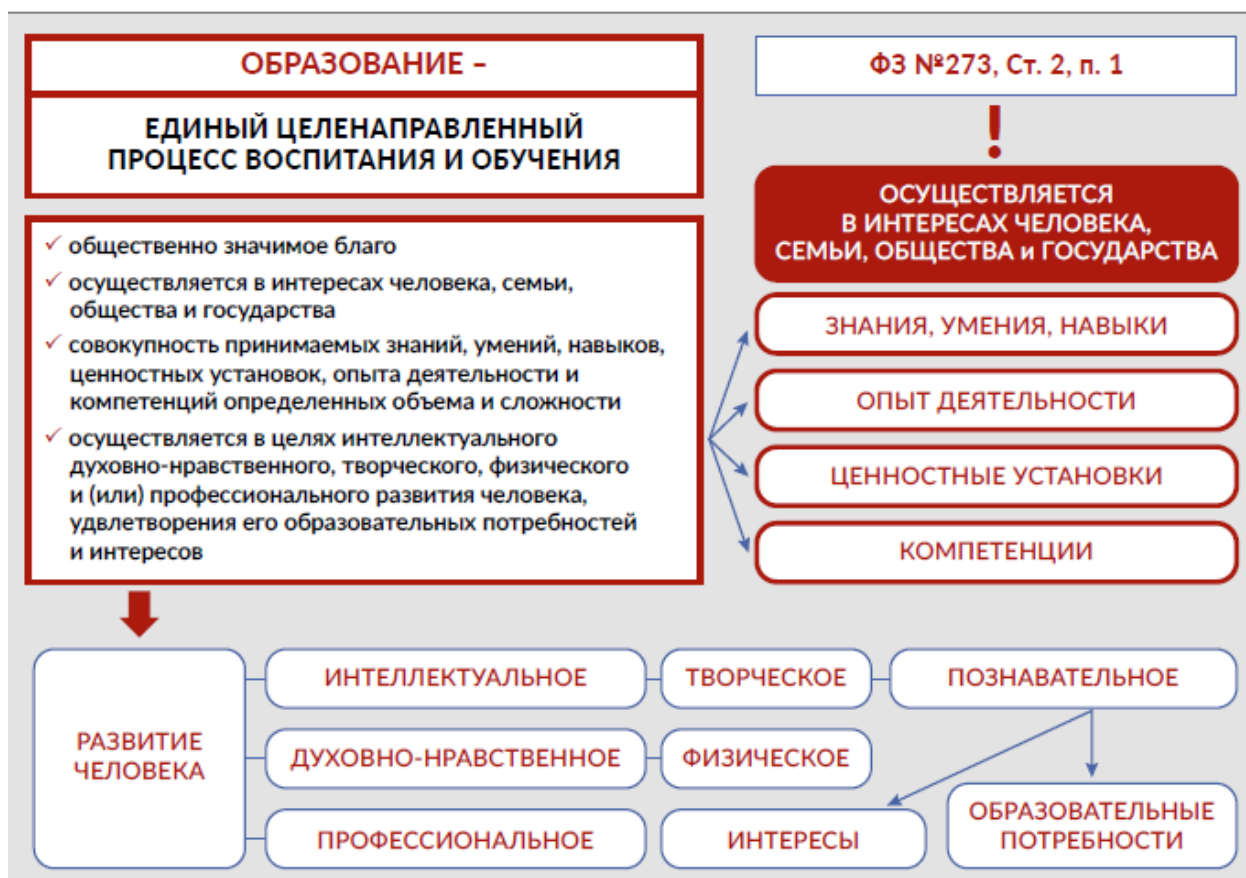 ОБРАЗОВАНИЕ –
ЕДИНЫЙ ЦЕЛЕНАПРАВЛЕННЫЙ
ПРОЦЕСС ВОСПИТАНИЯ И ОБУЧЕНИЯ
✓ общественно значимое благо
✓ осуществляется в интересах человека, семьи,
общества и государства
✓ совокупность принимаемых знаний, умений, навыков,
ценностных установок, опыта деятельности и
компетенций определенных объема и сложности
✓ осуществляется в целях интеллектуального
духовно-нравственного, творческого, физического
и (или) профессионального развития человека,
удвлетворения его образовательных потребностей
и интересов
ФЗ №273, Ст. 2, п. 1
!
ОСУЩЕСТВЛЯЕТСЯ
В ИНТЕРЕСАХ ЧЕЛОВЕКА,
СЕМЬИ, ОБЩЕСТВА и ГОСУДАРСТВА
ЗНАНИЯ, УМЕНИЯ, НАВЫКИ
ОПЫТ ДЕЯТЕЛЬНОСТИ
ЦЕННОСТНЫЕ УСТАНОВКИ
КОМПЕТЕНЦИИ
РАЗВИТИЕ
ЧЕЛОВЕКА
ИНТЕЛЛЕКТУАЛЬНОЕ
ТВОРЧЕСКОЕ
ПОЗНАВАТЕЛЬНОЕ
ДУХОВНО-НРАВСТВЕННОЕ
ФИЗИЧЕСКОЕ
ПРОФЕССИОНАЛЬНОЕ
ИНТЕРЕСЫ
ОБРАЗОВАТЕЛЬНЫЕ
ПОТРЕБНОСТИ